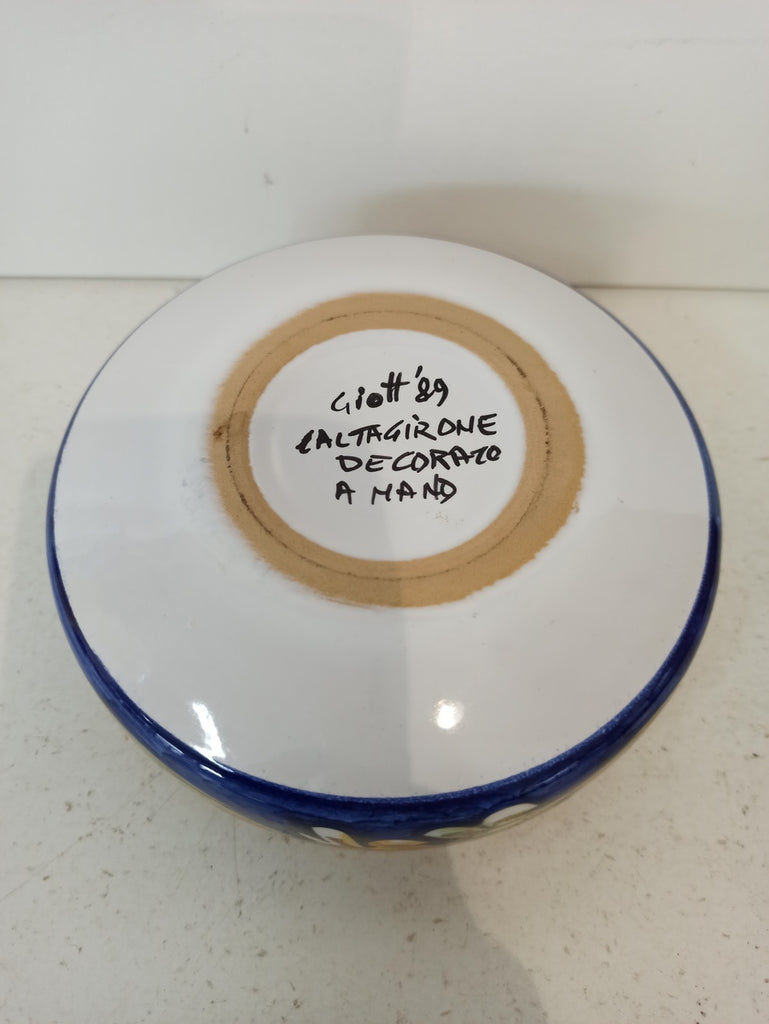 Giott '89
CALTAGIRONE
DECORATO
A MANO